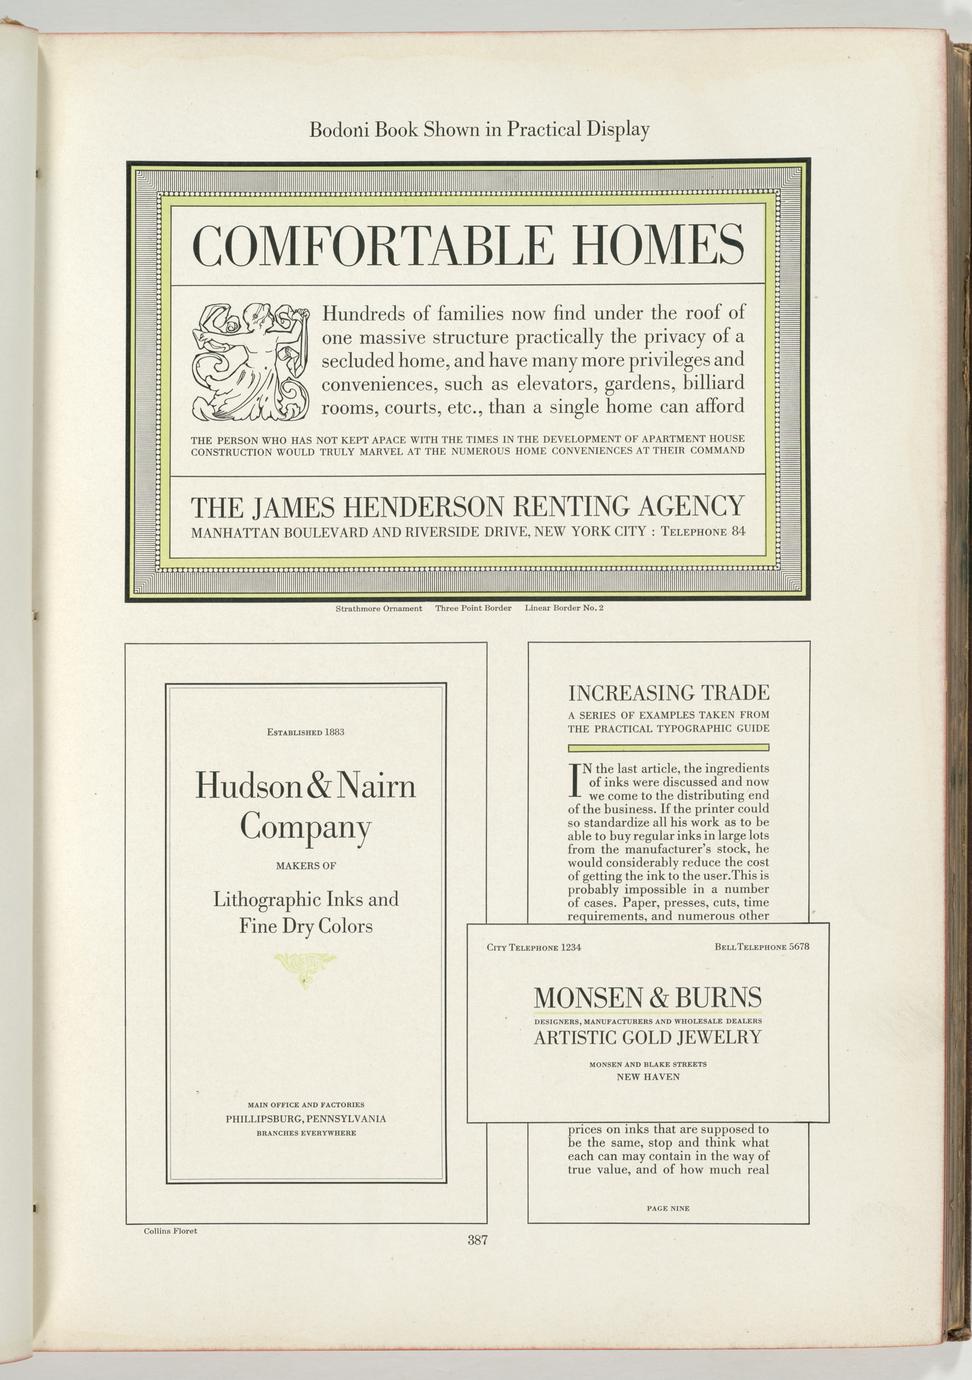 Bodoni Book Shown in Practical Display
COMFORTABLE HOMES
Hundreds of families now find under the roof of
one massive structure practically the privacy of a
secluded home, and have many more privileges and
conveniences, such as elevators, gardens, billiard
rooms, courts, etc., than a single home can afford
THE PERSON WHO HAS NOT KEPT APACE WITH THE TIMES IN THE DEVELOPMENT OF APARTMENT HOUSE
CONSTRUCTION WOULD TRULY MARVEL AT THE NUMEROUS HOME CONVENIENCES AT THEIR COMMAND
THE JAMES HENDERSON RENTING AGENCY
MANHATTAN BOULEVARD AND RIVERSIDE DRIVE, NEW YORK CITY : TELEPHONE 84
Strathmore Ornament Three Point Border Linear Border No. 2
ESTABLISHED 1883
Hudson & Nairn
Company
MAKERS OF
Lithographic Inks and
Fine Dry Colors
MAIN OFFICE AND FACTORIES
PHILLIPSBURG, PENNSYLVANIA
BRANCHES EVERYWHERE
Collins Floret
INCREASING TRADE
A SERIES OF EXAMPLES TAKEN FROM
THE PRACTICAL TYPOGRAPHIC GUIDE
IN the last article, the ingredients
of inks were discussed and now
we come to the distributing end
of the business. If the printer could
so standardize all his work as to be
able to buy regular inks in large lots
from the manufacturer's stock, he
would considerably reduce the cost
of getting the ink to the user. This is
probably impossible in a number
of cases. Paper, presses, cuts, time
requirements, and numerous other
CITY TELEPHONE 1234 BELL TELEPHONE 5678
MONSEN & BURNS
DESIGNERS, MANUFACTURERS AND WHOLESALE DEALERS
ARTISTIC GOLD JEWELRY
MONSEN AND BLAKE STREETS
NEW HAVEN
prices on inks that are supposed to
be the same, stop and think what
each can may contain in the way of
true value, and of how much real
PAGE NINE
387